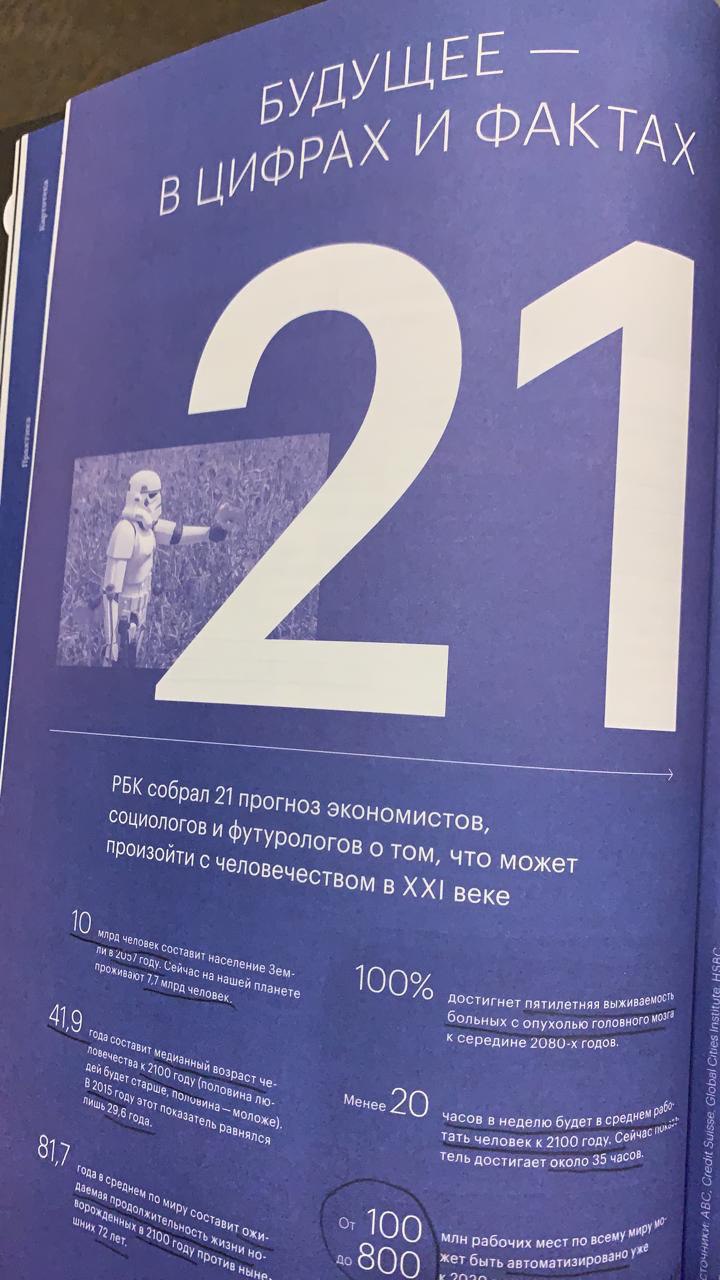 БУДУЩЕЕ —
В ЦИФРАХ И ФАКТАХ
Картотека
Практика
21
РБК собрал 21 прогноз экономистов,
социологов и футурологов о том, что может
произойти с человечеством в XXI веке
10
млрд человек составит население Зем-
ли в 2057 году. Сейчас на нашей планете
проживают 7,7 млрд человек.
41,9
года составит медианный возраст че-
ловечества к 2100 году (половина лю-
дей будет старше, половина — моложе).
В 2015 году этот показатель равнялся
лишь 29,6 года.
81,7
года в среднем по миру составит ожи-
даемая продолжительность жизни но-
ворожденных в 2100 году против ныне-
шних 72 лет.
100%
достигнет пятилетняя выживаемость
больных с опухолью головного мозга
к середине 2080-х годов.
Менее 20
часов в неделю будет в среднем рабо-
тать человек к 2100 году. Сейчас пока-
тель достигает около 35 часов.
От 100
до 800
млн рабочих мест по всему миру мо-
жет быть автоматизировано уже
точники: ABC, Credit Suisse, Global Cities Institute, HSBC